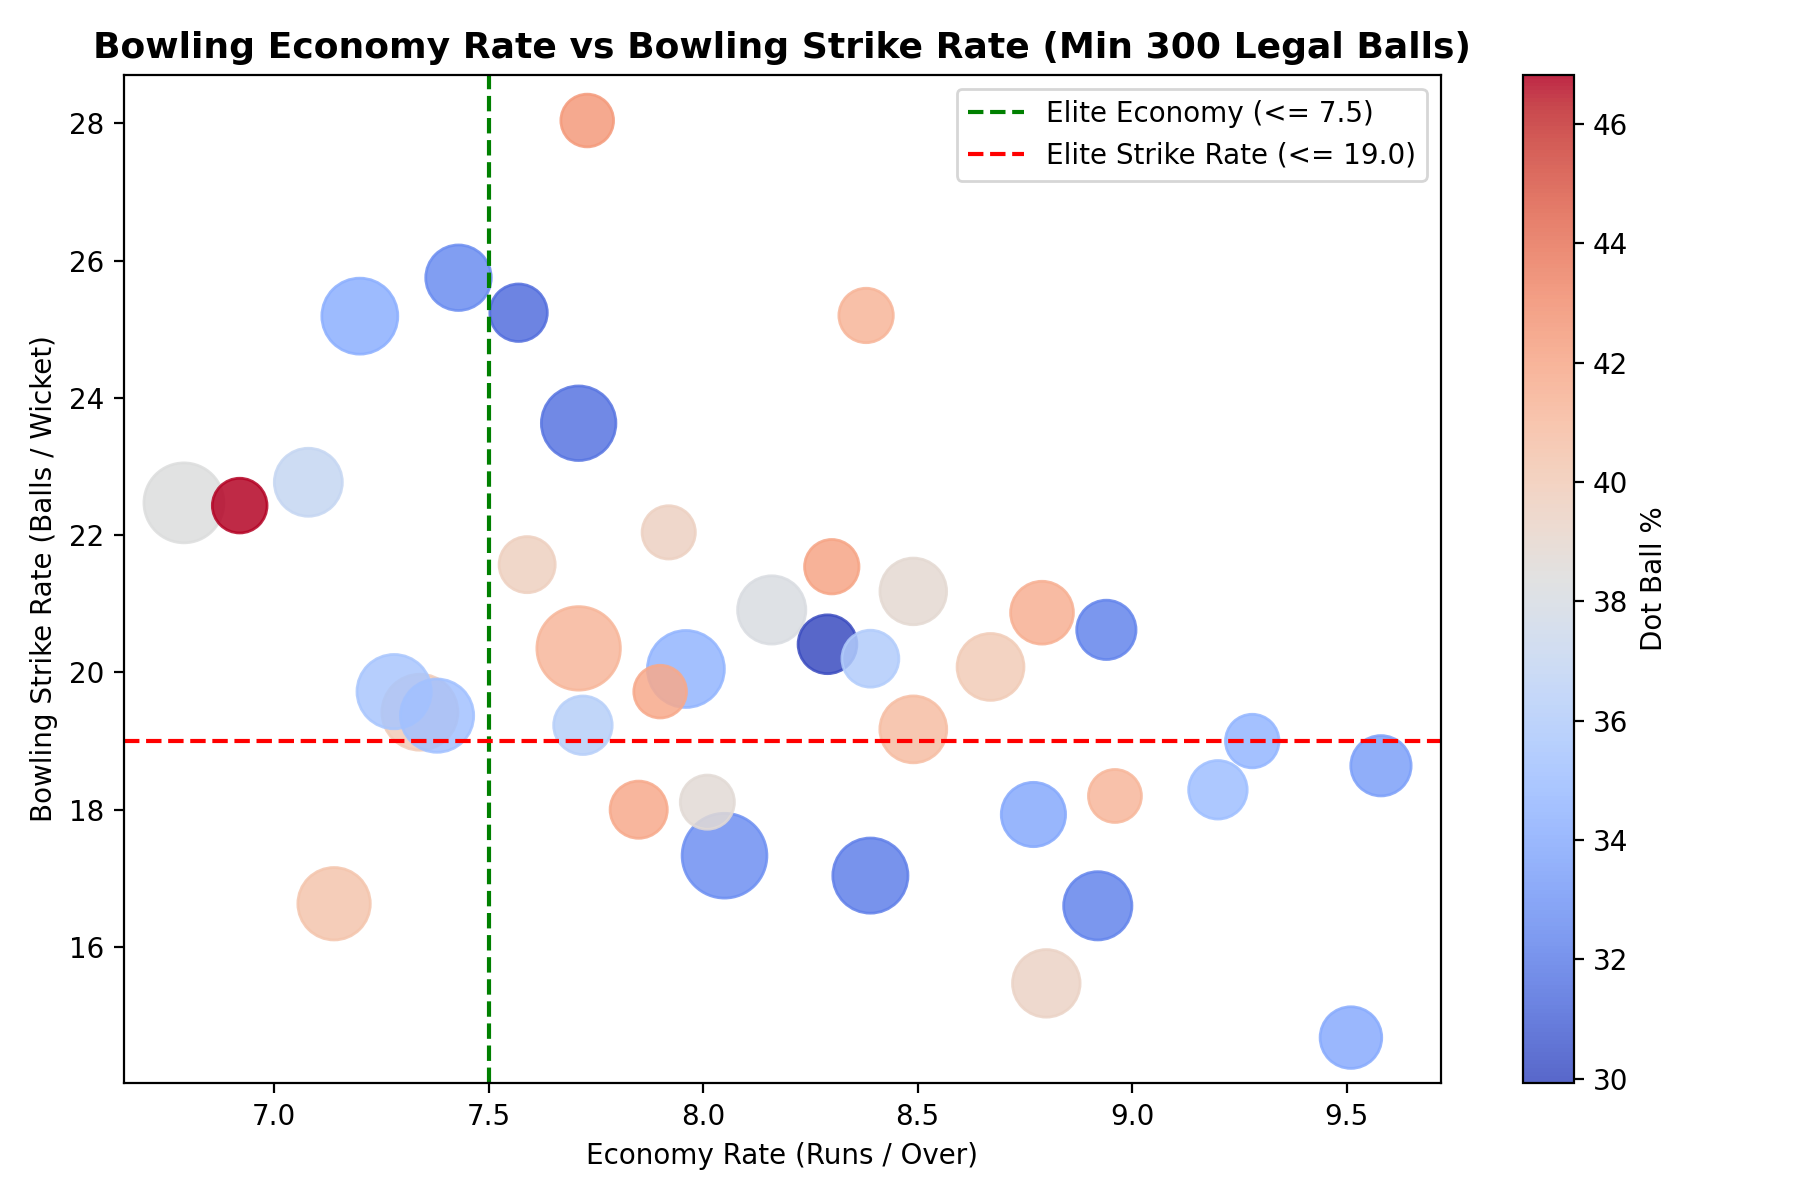 Bowling Economy Rate vs Bowling Strike Rate (Min 300 Legal Balls)
Elite Economy (<= 7.5)
Elite Strike Rate (<= 19.0)
Bowling Strike Rate (Balls / Wicket)
28
26
24
22
20
18
16
7.0 7.5 8.0 8.5 9.0 9.5
Economy Rate (Runs / Over)
46
44
42
40
38
36
34
32
30
Dot Ball %